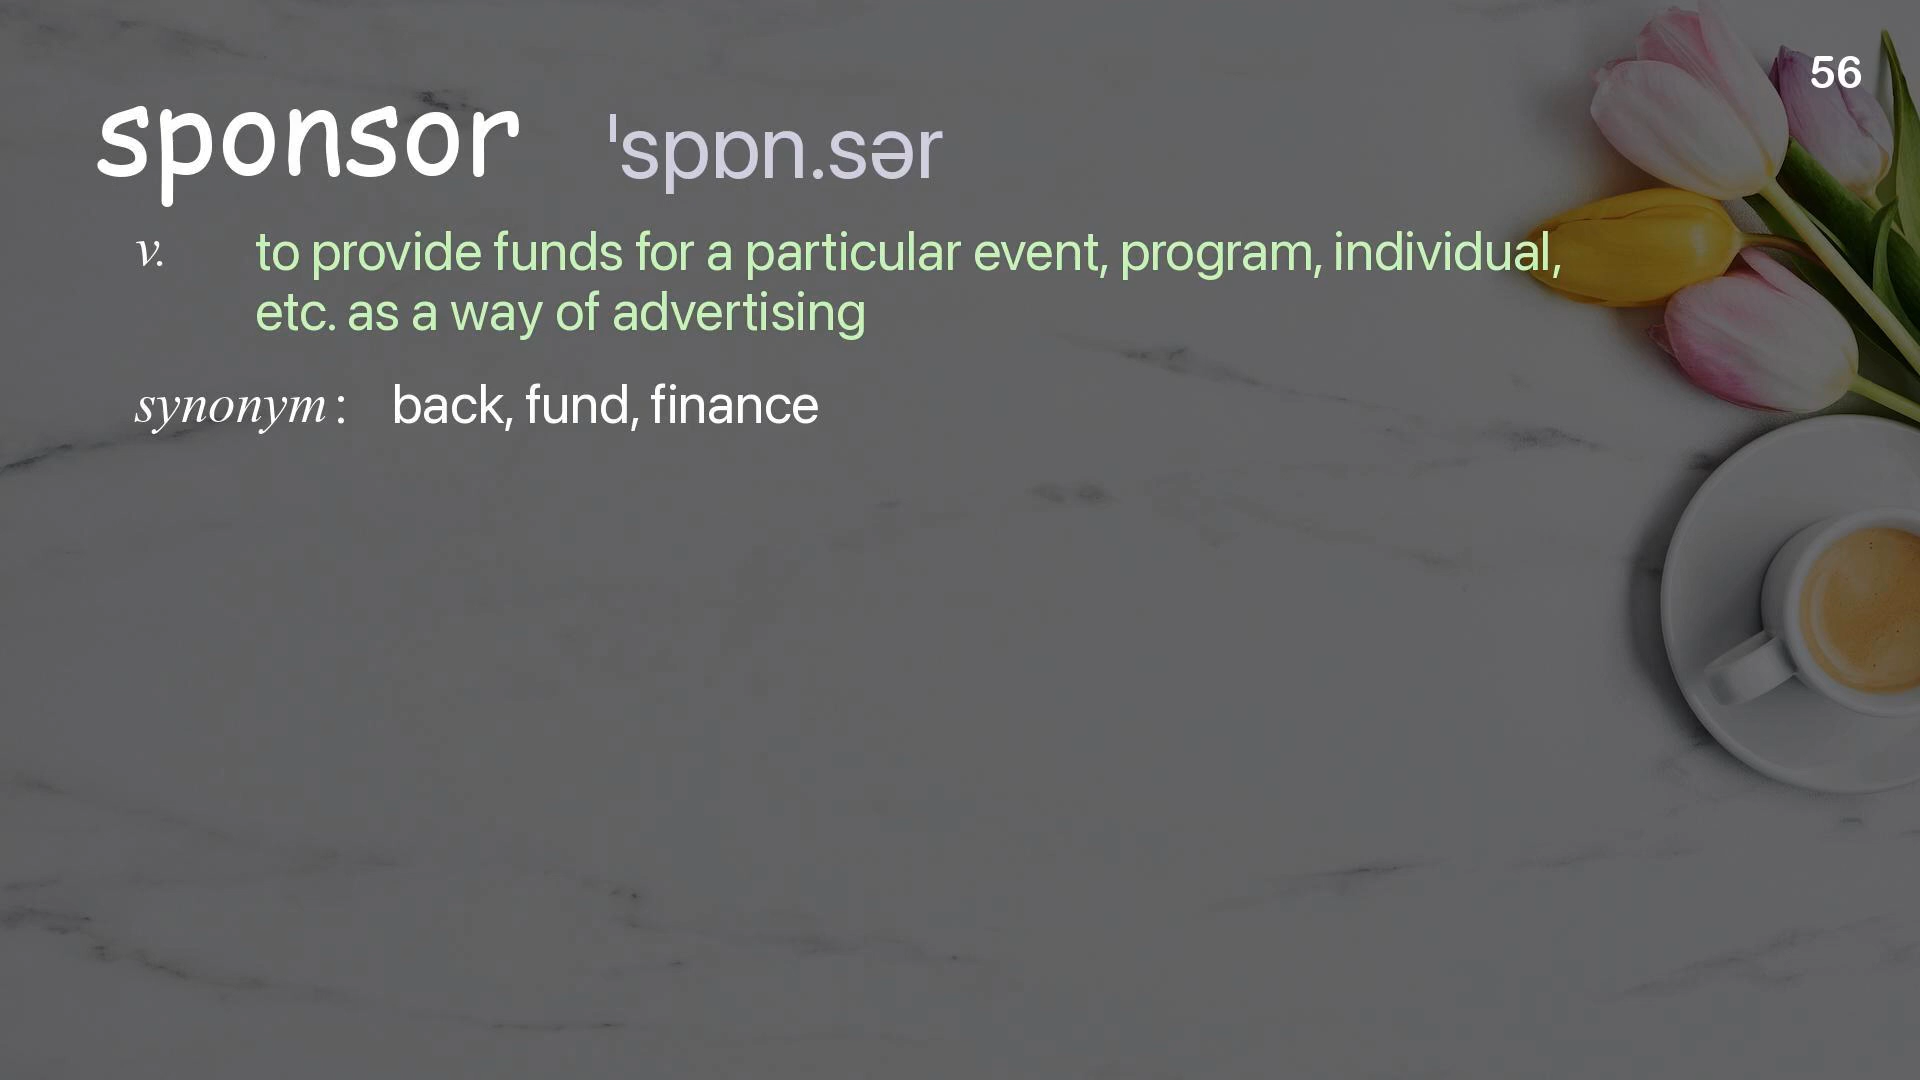 56
sponsor ˈspɒn.sər
v. to provide funds for a particular event, program, individual,
etc. as a way of advertising
synonym : back, fund, finance